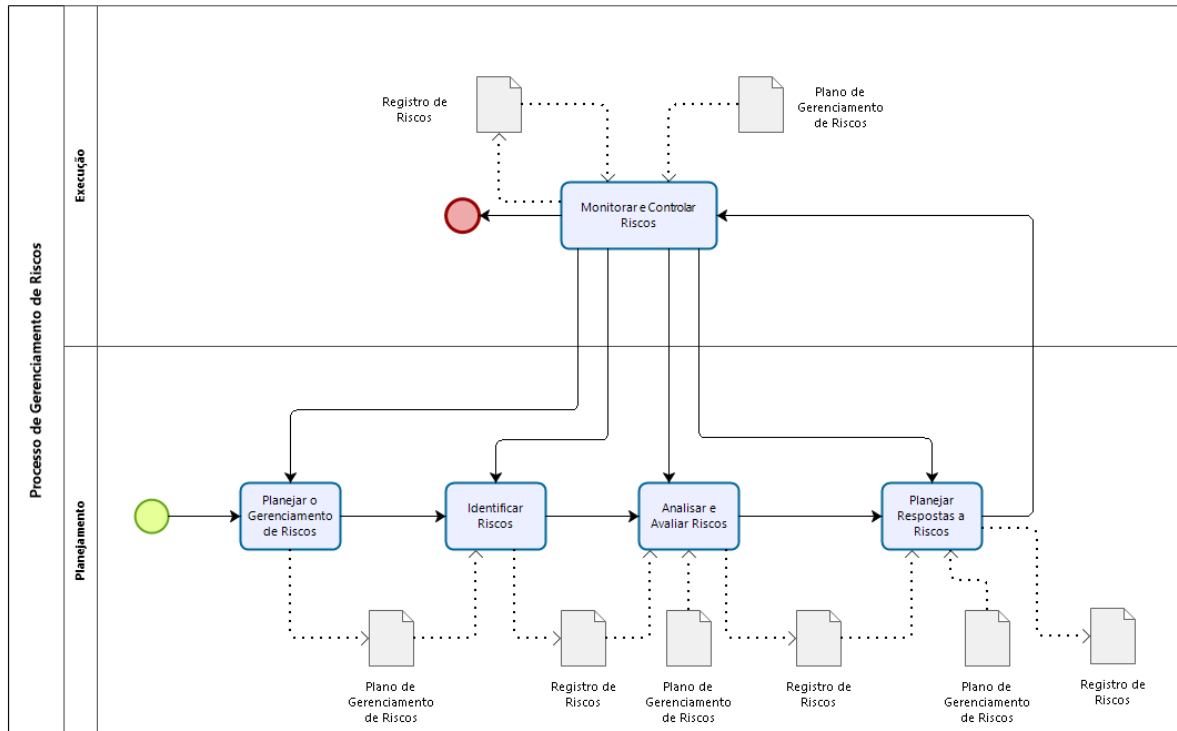 Processo de Gerenciamento de Riscos
Execução
Registro de
Riscos
Plano de
Gerenciamento
de Riscos
Monitorar e Controlar
Riscos
Planejamento
Planejar o
Gerenciamento
de Riscos
Identificar
Riscos
Analisar e
Avaliar Riscos
Planejar
Respostas a
Riscos
Plano de
Gerenciamento
de Riscos
Registro de
Riscos
Plano de
Gerenciamento
de Riscos
Registro de
Riscos
Plano de
Gerenciamento
de Riscos
Registro de
Riscos